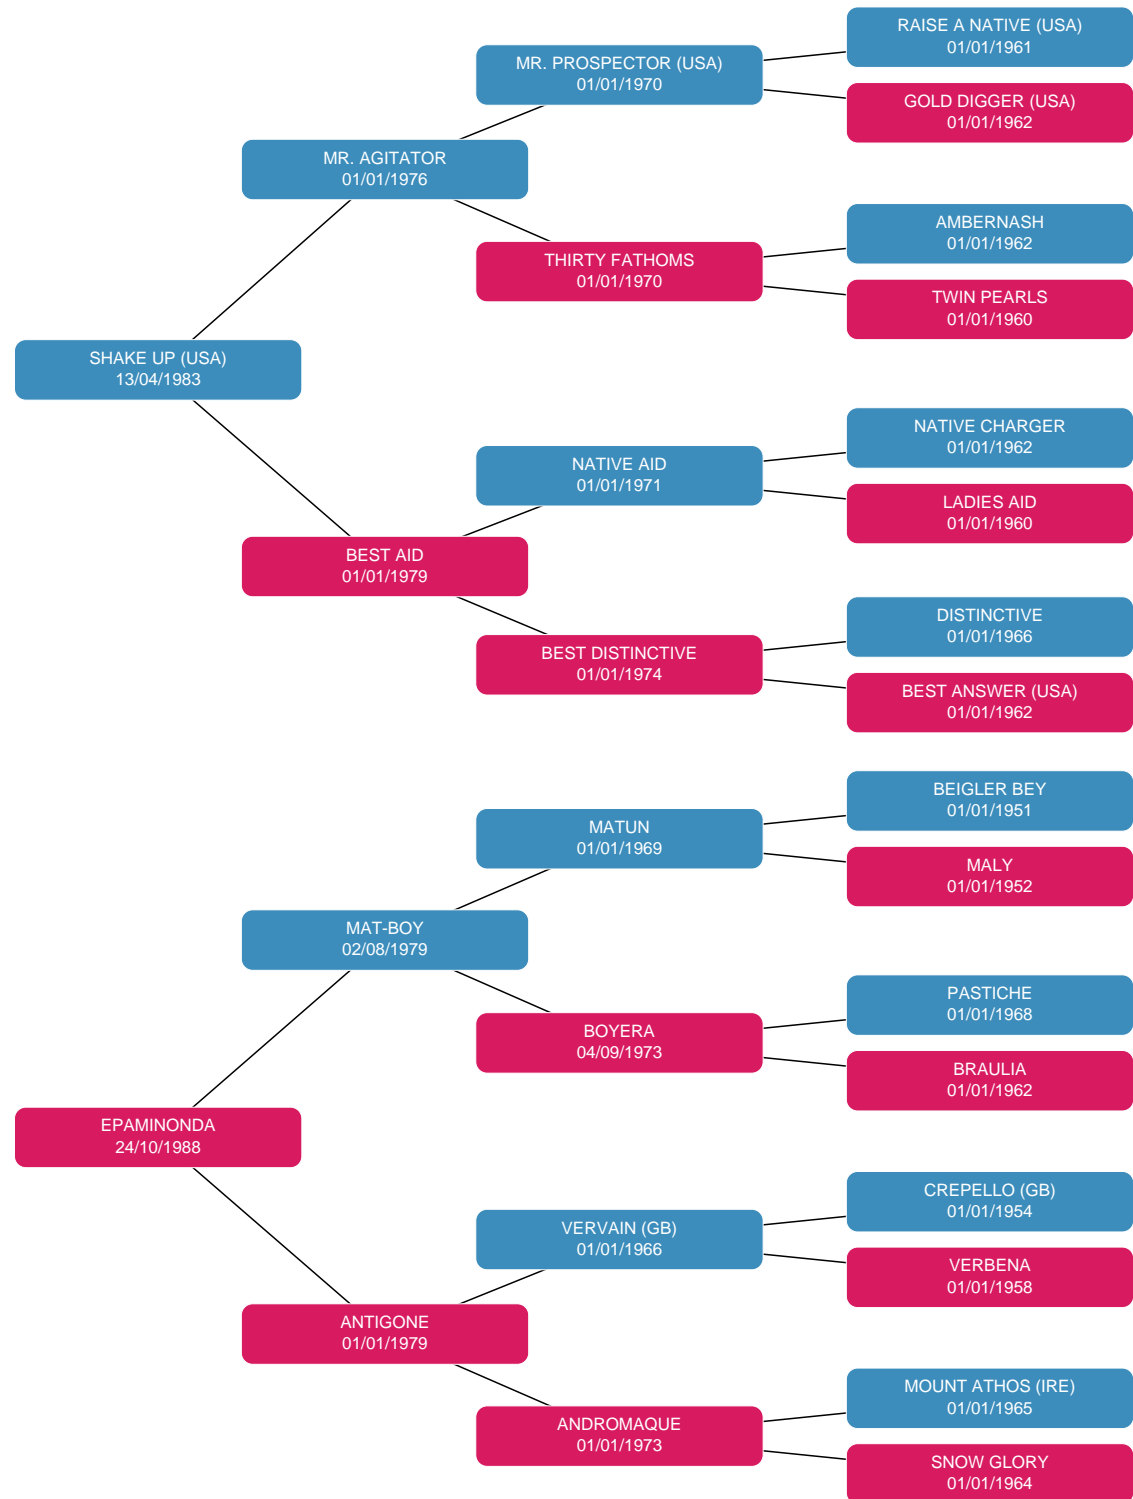 RAISE A NATIVE (USA)
01/01/1961
MR. PROSPECTOR (USA)
01/01/1970
GOLD DIGGER (USA)
01/01/1962
MR. AGITATOR
01/01/1976
AMBERNASH
01/01/1962
THIRTY FATHOMS
01/01/1970
TWIN PEARLS
01/01/1960
SHAKE UP (USA)
13/04/1983
NATIVE CHARGER
01/01/1962
NATIVE AID
01/01/1971
LADIES AID
01/01/1960
BEST AID
01/01/1979
DISTINCTIVE
01/01/1966
BEST DISTINCTIVE
01/01/1974
BEST ANSWER (USA)
01/01/1962
BEIGLER BEY
01/01/1951
MATUN
01/01/1969
MALY
01/01/1952
MAT-BOY
02/08/1979
PASTICHE
01/01/1968
BOYERA
04/09/1973
BRAULIA
01/01/1962
EPAMINONDA
24/10/1988
CREPELLO (GB)
01/01/1954
VERVAIN (GB)
01/01/1966
VERBENA
01/01/1958
ANTIGONE
01/01/1979
MOUNT ATHOS (IRE)
01/01/1965
ANDROMAQUE
01/01/1973
SNOW GLORY
01/01/1964